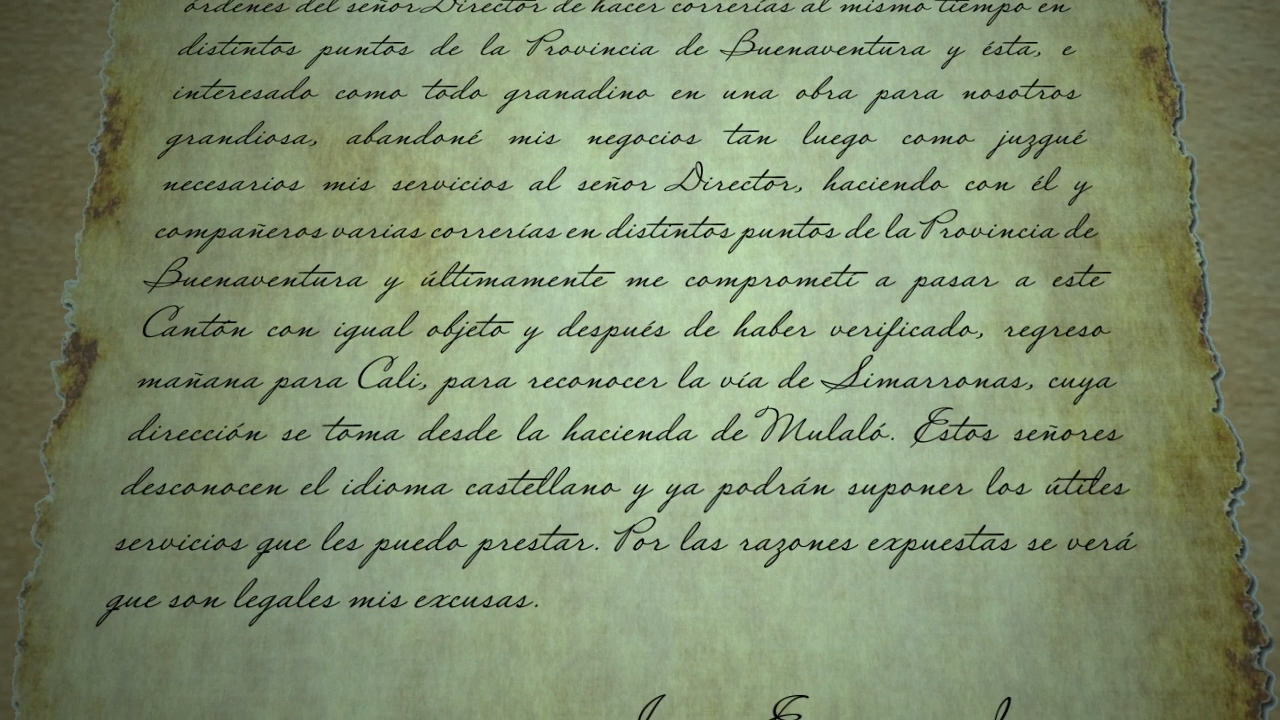 órdenes del señor Director de hacer correrías al mismo tiempo en
distintos puntos de la Provincia de Buenaventura y ésta, e
interesado como todo granadino en una obra para nosotros
grandiosa, abandoné mis negocios tan luego como juzgué
necesarios mis servicios al señor Director, haciendo con él y
compañeros varias correrías en distintos puntos de la Provincia de
Buenaventura y últimamente me comprometí a pasar a este
Cantón con igual objeto y después de haber verificado, regreso
mañana para Cali, para reconocer la vía de Simarronas, cuya
dirección se toma desde la hacienda de Mulaló. Estos señores
desconocen el idioma castellano y ya podrán suponer los útiles
servicios que les puedo prestar. Por las razones expuestas se verá
que son legales mis excusas.